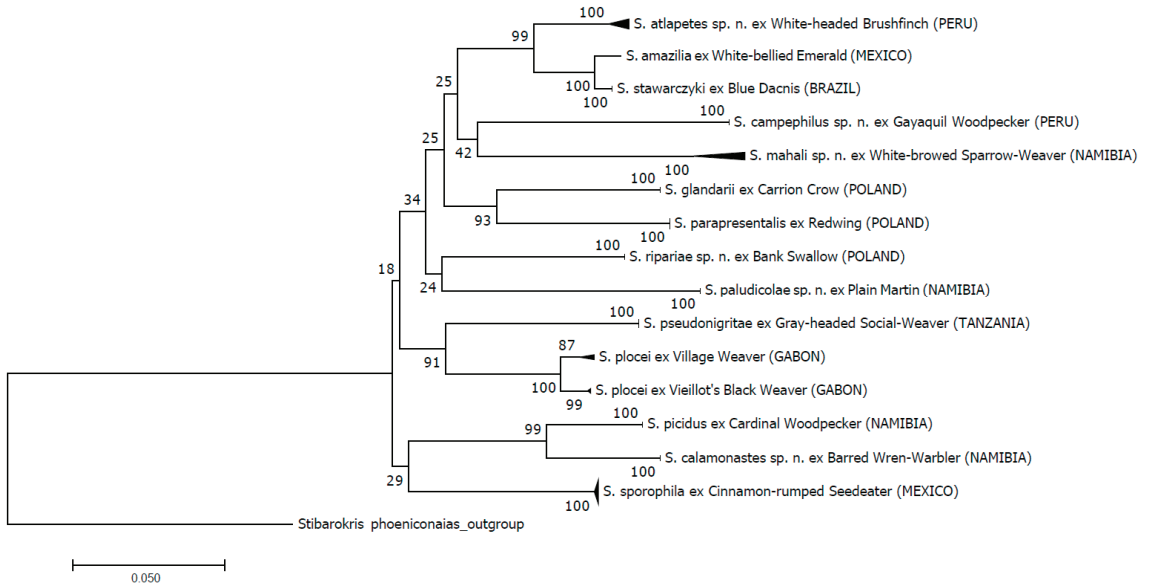 100
S. atlapetes sp. n. ex White-headed Brushfinch (PERU)
99
S. amazilia ex White-bellied Emerald (MEXICO)
25
100
S. stawarczyki ex Blue Dacnis (BRAZIL)
100
100
S. campephilus sp. n. ex Gayaquil Woodpecker (PERU)
25
42
S. mahali sp. n. ex White-browed Sparrow-Weaver (NAMIBIA)
100
100
S. glandarii ex Carrion Crow (POLAND)
34
93
S. parapresentalis ex Redwing (POLAND)
100
100
S. ripariae sp. n. ex Bank Swallow (POLAND)
18
24
S. paludicolae sp. n. ex Plain Martin (NAMIBIA)
100
100
S. pseudonigritae ex Gray-headed Social-Weaver (TANZANIA)
91
87
S. plocei ex Village Weaver (GABON)
100
S. plocei ex Vieillot's Black Weaver (GABON)
99
100
S. picidus ex Cardinal Woodpecker (NAMIBIA)
99
S. calamonastes sp. n. ex Barred Wren-Warbler (NAMIBIA)
100
29
S. sporophila ex Cinnamon-rumped Seedeater (MEXICO)
100
Stibarokris phoeniconaias_outgroup
0.050